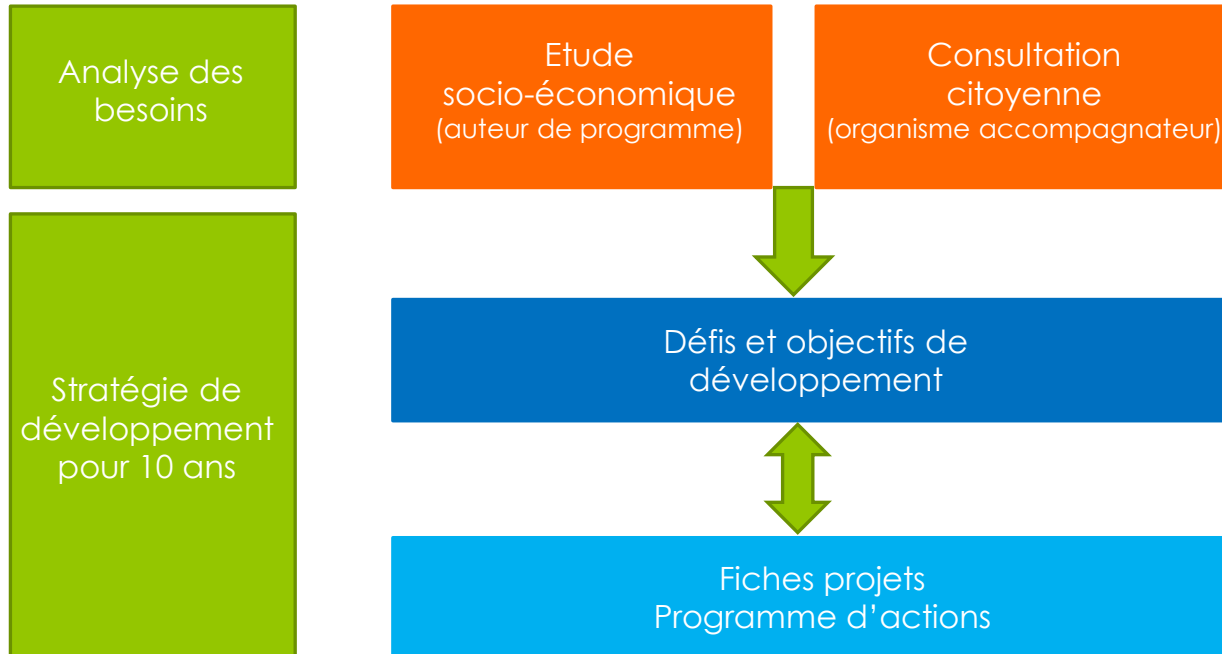 Analyse des
besoins
Etude
socio-économique
(auteur de programme)
Consultation
citoyenne
(organisme accompagnateur)
Stratégie de
développement
pour 10 ans
Défis et objectifs de
développement
Fiches projets
Programme d’actions